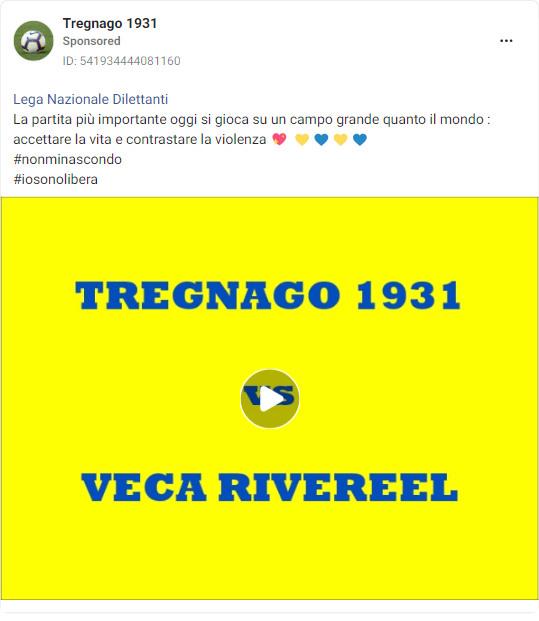 Tregnago 1931
Sponsored
ID: 541934444081160
Lega Nazionale Dilettanti
La partita più importante oggi si gioca su un campo grande quanto il mondo :
accettare la vita e contrastare la violenza 💖 💛💙💛💙
#nonminascondo
#iosonolibera
TREGNAGO 1931
VS
VECA RIVEREEL